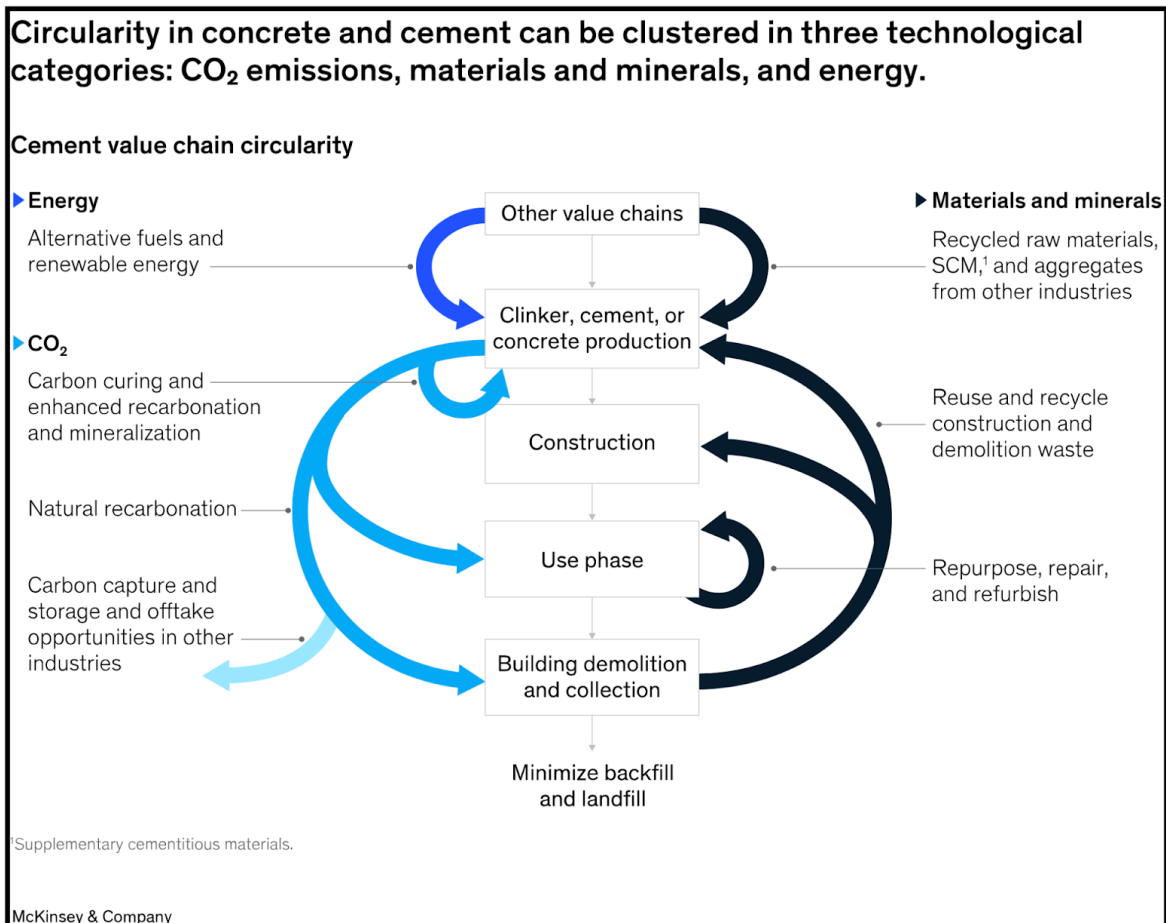 Circularity in concrete and cement can be clustered in three technological
categories: CO₂ emissions, materials and minerals, and energy.
Cement value chain circularity
Energy
Alternative fuels and
renewable energy
CO₂
Carbon curing and
enhanced recarbonation
and mineralization
Natural recarbonation
Carbon capture and
storage and offtake
opportunities in other
industries
Other value chains
Clinker, cement, or
concrete production
Construction
Use phase
Building demolition
and collection
Minimize backfill
and landfill
Materials and minerals
Recycled raw materials,
SCM,¹ and aggregates
from other industries
Reuse and recycle
construction and
demolition waste
Repurpose, repair,
and refurbish
¹Supplementary cementitious materials.
McKinsey & Company